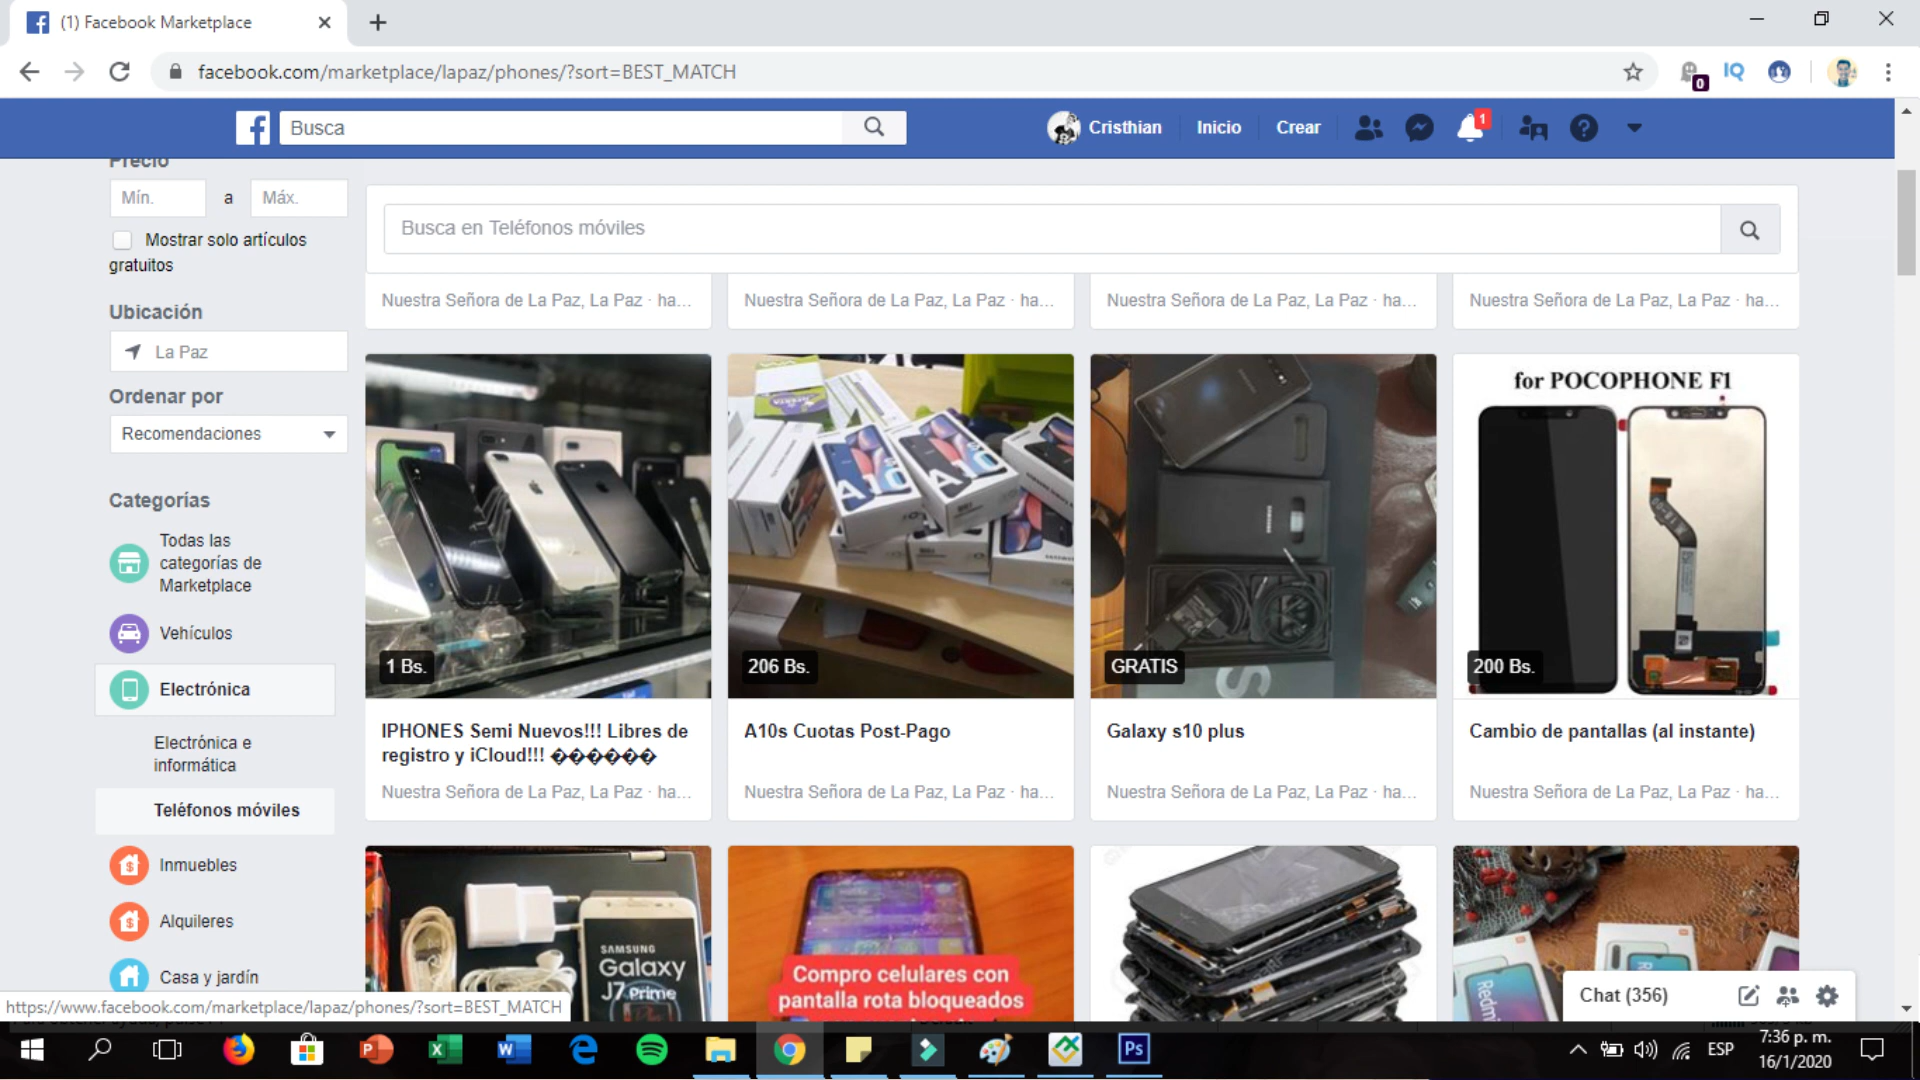 (1) Facebook Marketplace
facebook.com/marketplace/lapaz/phones/?sort=BEST_MATCH
0
IQ
Busca
Cristhian
Inicio
Crear
1
Precio
Mín.
a
Máx.
Mostrar solo artículos
gratuitos
Busca en Teléfonos móviles
Nuestra Señora de La Paz, La Paz · ha...
Nuestra Señora de La Paz, La Paz · ha...
Nuestra Señora de La Paz, La Paz · ha...
Nuestra Señora de La Paz, La Paz · ha...
Ubicación
La Paz
Ordenar por
Recomendaciones
Categorías
Todas las
categorías de
Marketplace
Vehículos
Electrónica
Electrónica e
informática
Teléfonos móviles
Inmuebles
Alquileres
Casa y jardín
1 Bs.
IPHONES Semi Nuevos!!! Libres de
registro y iCloud!!! ������
Nuestra Señora de La Paz, La Paz · ha...
A10s
A10s
206 Bs.
A10s Cuotas Post-Pago
Nuestra Señora de La Paz, La Paz · ha...
SAMSUNG
GRATIS
Galaxy s10 plus
Nuestra Señora de La Paz, La Paz · ha...
for POCOPHONE F1
200 Bs.
Cambio de pantallas (al instante)
Nuestra Señora de La Paz, La Paz · ha...
SAMSUNG
Galaxy
J7 Prime
Compro celulares con
pantalla rota bloqueados
Redmi
Chat (356)
https://www.facebook.com/marketplace/lapaz/phones/?sort=BEST_MATCH
Ps
ESP
7:36 p. m.
16/1/2020